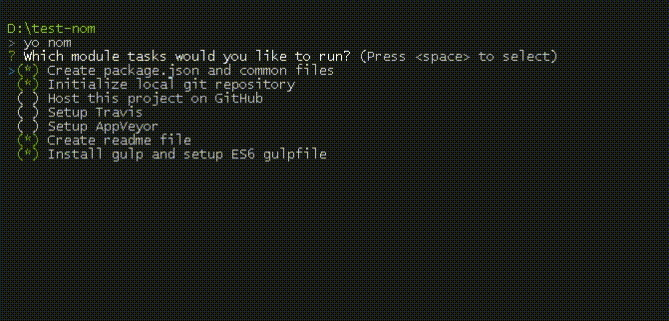 D:\test-nom
> yo nom
? Which module tasks would you like to run? (Press <space> to select)
>(*) Create package.json and common files
(*) Initialize local git repository
( ) Host this project on GitHub
( ) Setup Travis
( ) Setup AppVeyor
(*) Create readme file
(*) Install gulp and setup ES6 gulpfile